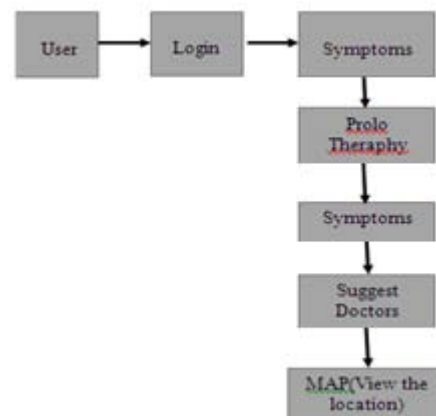 User
Login
Symptoms
Prolo
Theraphy
Symptoms
Suggest
Doctors
MAP(View the
location)